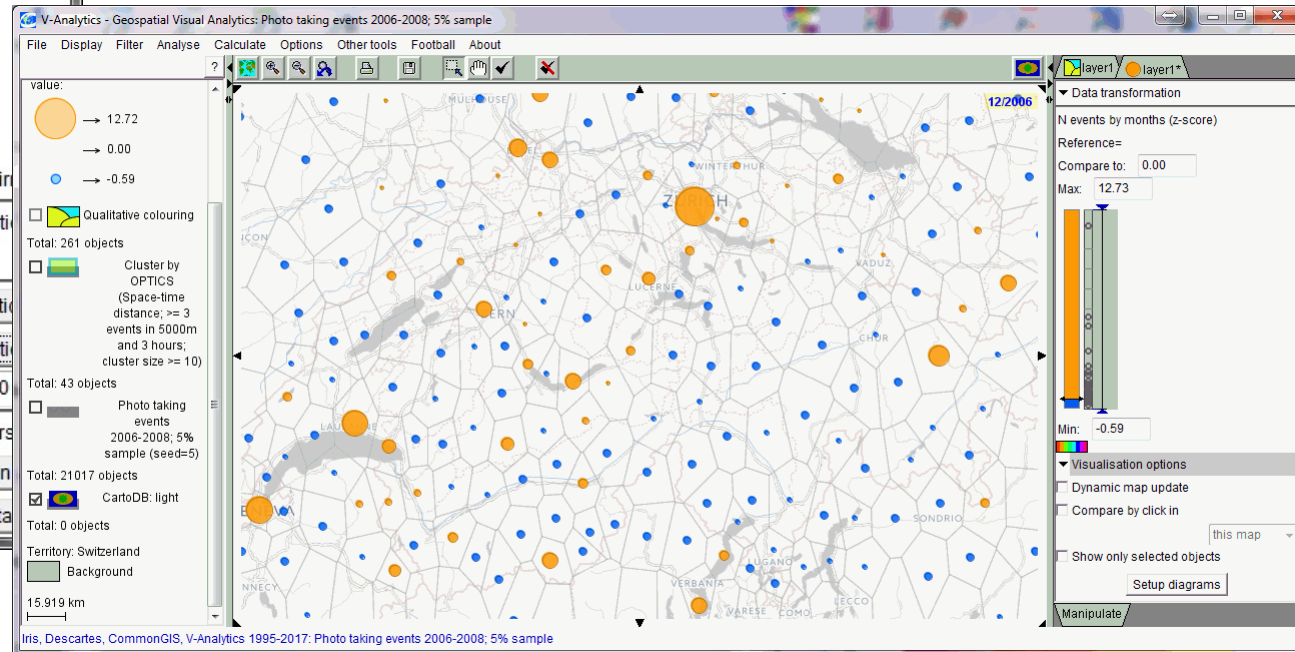 V-Analytics - Geospatial Visual Analytics: Photo taking events 2006-2008; 5% sample
File Display Filter Analyse Calculate Options Other tools Football About
?
value:
12.72
0.00
-0.59
Qualitative colouring
Total: 261 objects
Cluster by
OPTICS
(Space-time
distance; >= 3
events in 5000m
and 3 hours;
cluster size >= 10)
Total: 43 objects
Photo taking
events
2006-2008; 5%
sample (seed=5)
Total: 21017 objects
CartoDB: light
Total: 0 objects
Territory: Switzerland
Background
15.919 km
12/2006
MULHOUSE
WINTERTHUR
ZURICH
VADUZ
LUCERNE
BERN
CHUR
LAUSANNE
GENEVA
SONDRIO
LUGANO
VERBANIA
LECCO
VARESE COMO
NNECY
layer1 layer1*
Data transformation
N events by months (z-score)
Reference=
Compare to: 0.00
Max: 12.73
Min: -0.59
Visualisation options
Dynamic map update
Compare by click in
this map
Show only selected objects
Setup diagrams
Manipulate
Iris, Descartes, CommonGIS, V-Analytics 1995-2017: Photo taking events 2006-2008; 5% sample